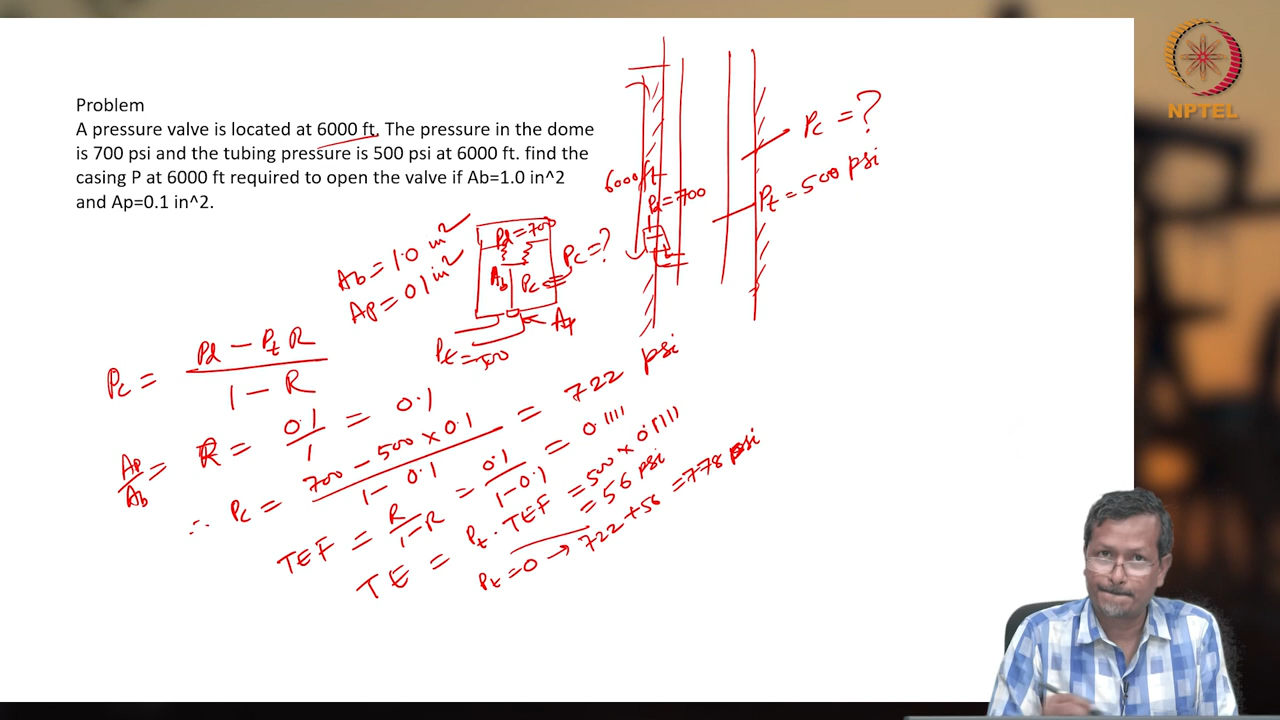 NPTEL
Problem
A pressure valve is located at 6000 ft. The pressure in the dome
is 700 psi and the tubing pressure is 500 psi at 6000 ft. find the
casing P at 6000 ft required to open the valve if Ab=1.0 in^2
and Ap=0.1 in^2.
Pc = ?
Pt = 500 psi
6000 ft
Pd = 700
Ab = 1.0 in²
Ap = 0.1 in²
Pd = 700
Ab
Pc
Pc = ?
Ap
Pt = 500
Pc = Pd - Pt R / 1 - R
Ap/Ab = R = 0.1/1 = 0.1
∴ Pc = 700 - 500 × 0.1 / 1 - 0.1 = 722 psi
TEF = R/1-R = 0.1/1-0.1 = 0.1111
TE = Pt . TEF = 500 × 0.1111
= 56 psi
Pt = 0 → 722 + 56 = 778 psi